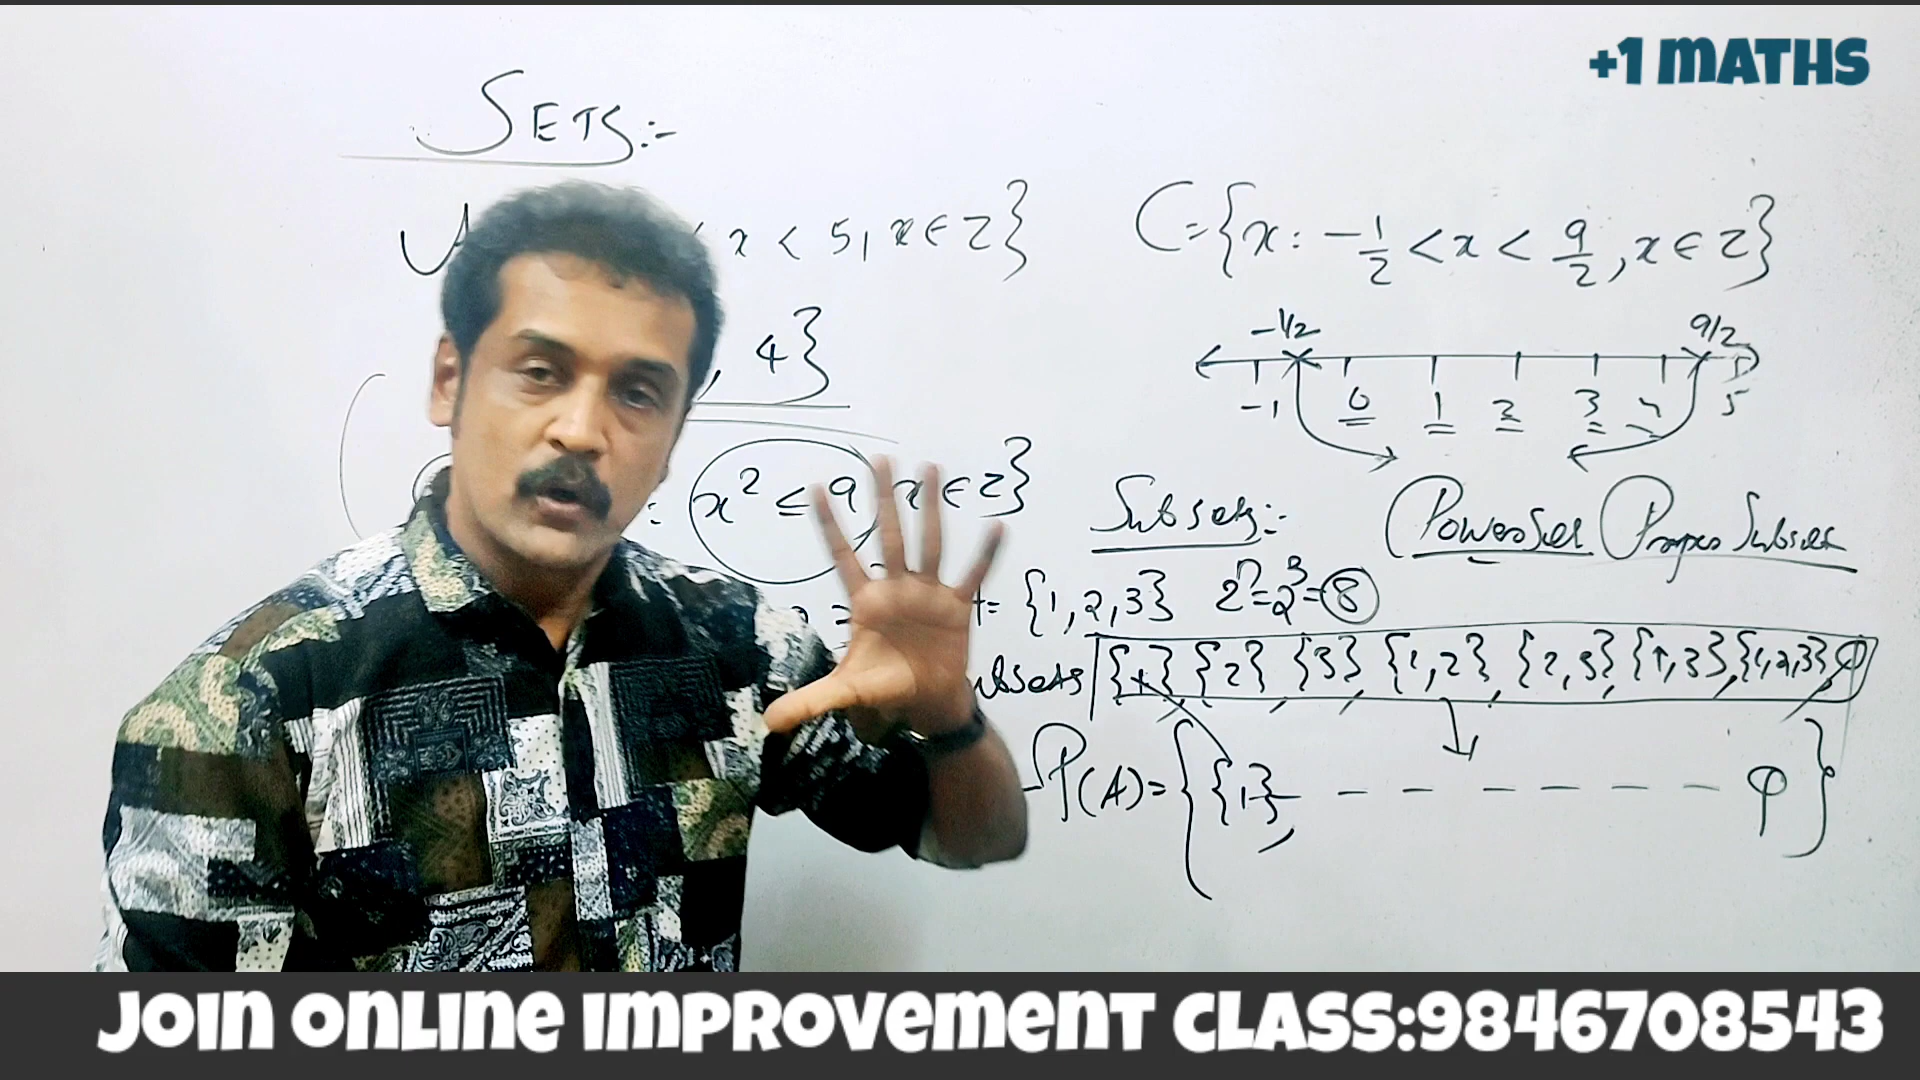 +1 MATHS
SETS:-
x < 5, x ∈ Z}
, 4}
: x² ≤ 9 x ∈ Z}
C = {x : -1/2 < x < 9/2, x ∈ Z}
-1/2 9/2
-1 0 1 2 3 4 5
Subsets:- Power Set Proper Subset
= {1, 2, 3} 2ⁿ = 2³ = 8
{1}, {2}, {3}, {1, 2}, {2, 3}, {1, 3}, {1, 2, 3}, φ
P(A) = { {1}, - - - - - - - φ }
JOIN ONLINE IMPROVEMENT CLASS:9846708543